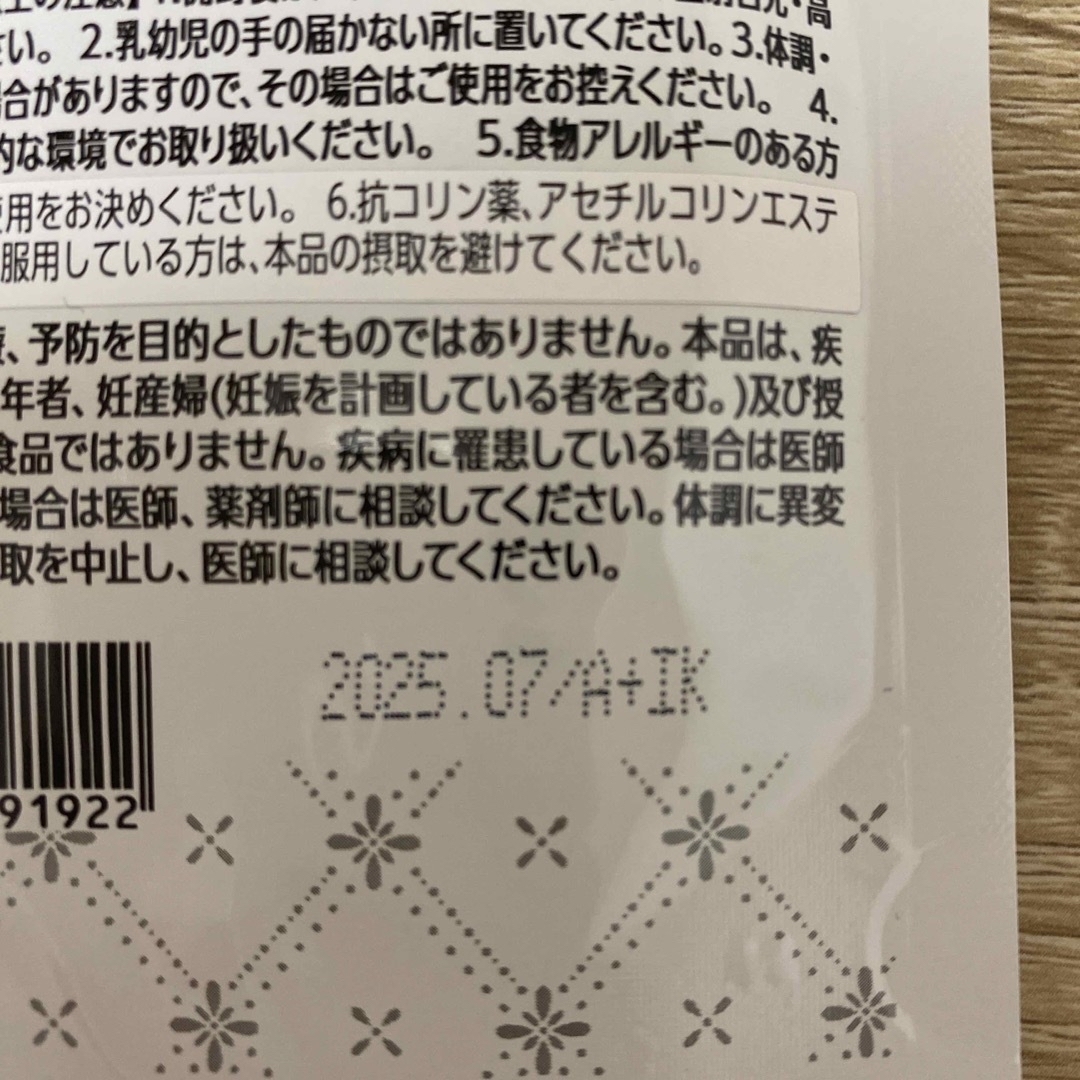 さい。 2.乳幼児の手の届かない所に置いてください。3.体調・
場合がありますので、その場合はご使用をお控えください。 4.
的な環境でお取り扱いください。 5.食物アレルギーのある方
使用をお決めください。 6.抗コリン薬、アセチルコリンエステ
服用している方は、本品の摂取を避けてください。
、予防を目的としたものではありません。本品は、疾
年者、妊産婦(妊娠を計画している者を含む。)及び授
食品ではありません。疾病に罹患している場合は医師
場合は医師、薬剤師に相談してください。体調に異変
取を中止し、医師に相談してください。
2025.07/A+IK
91922